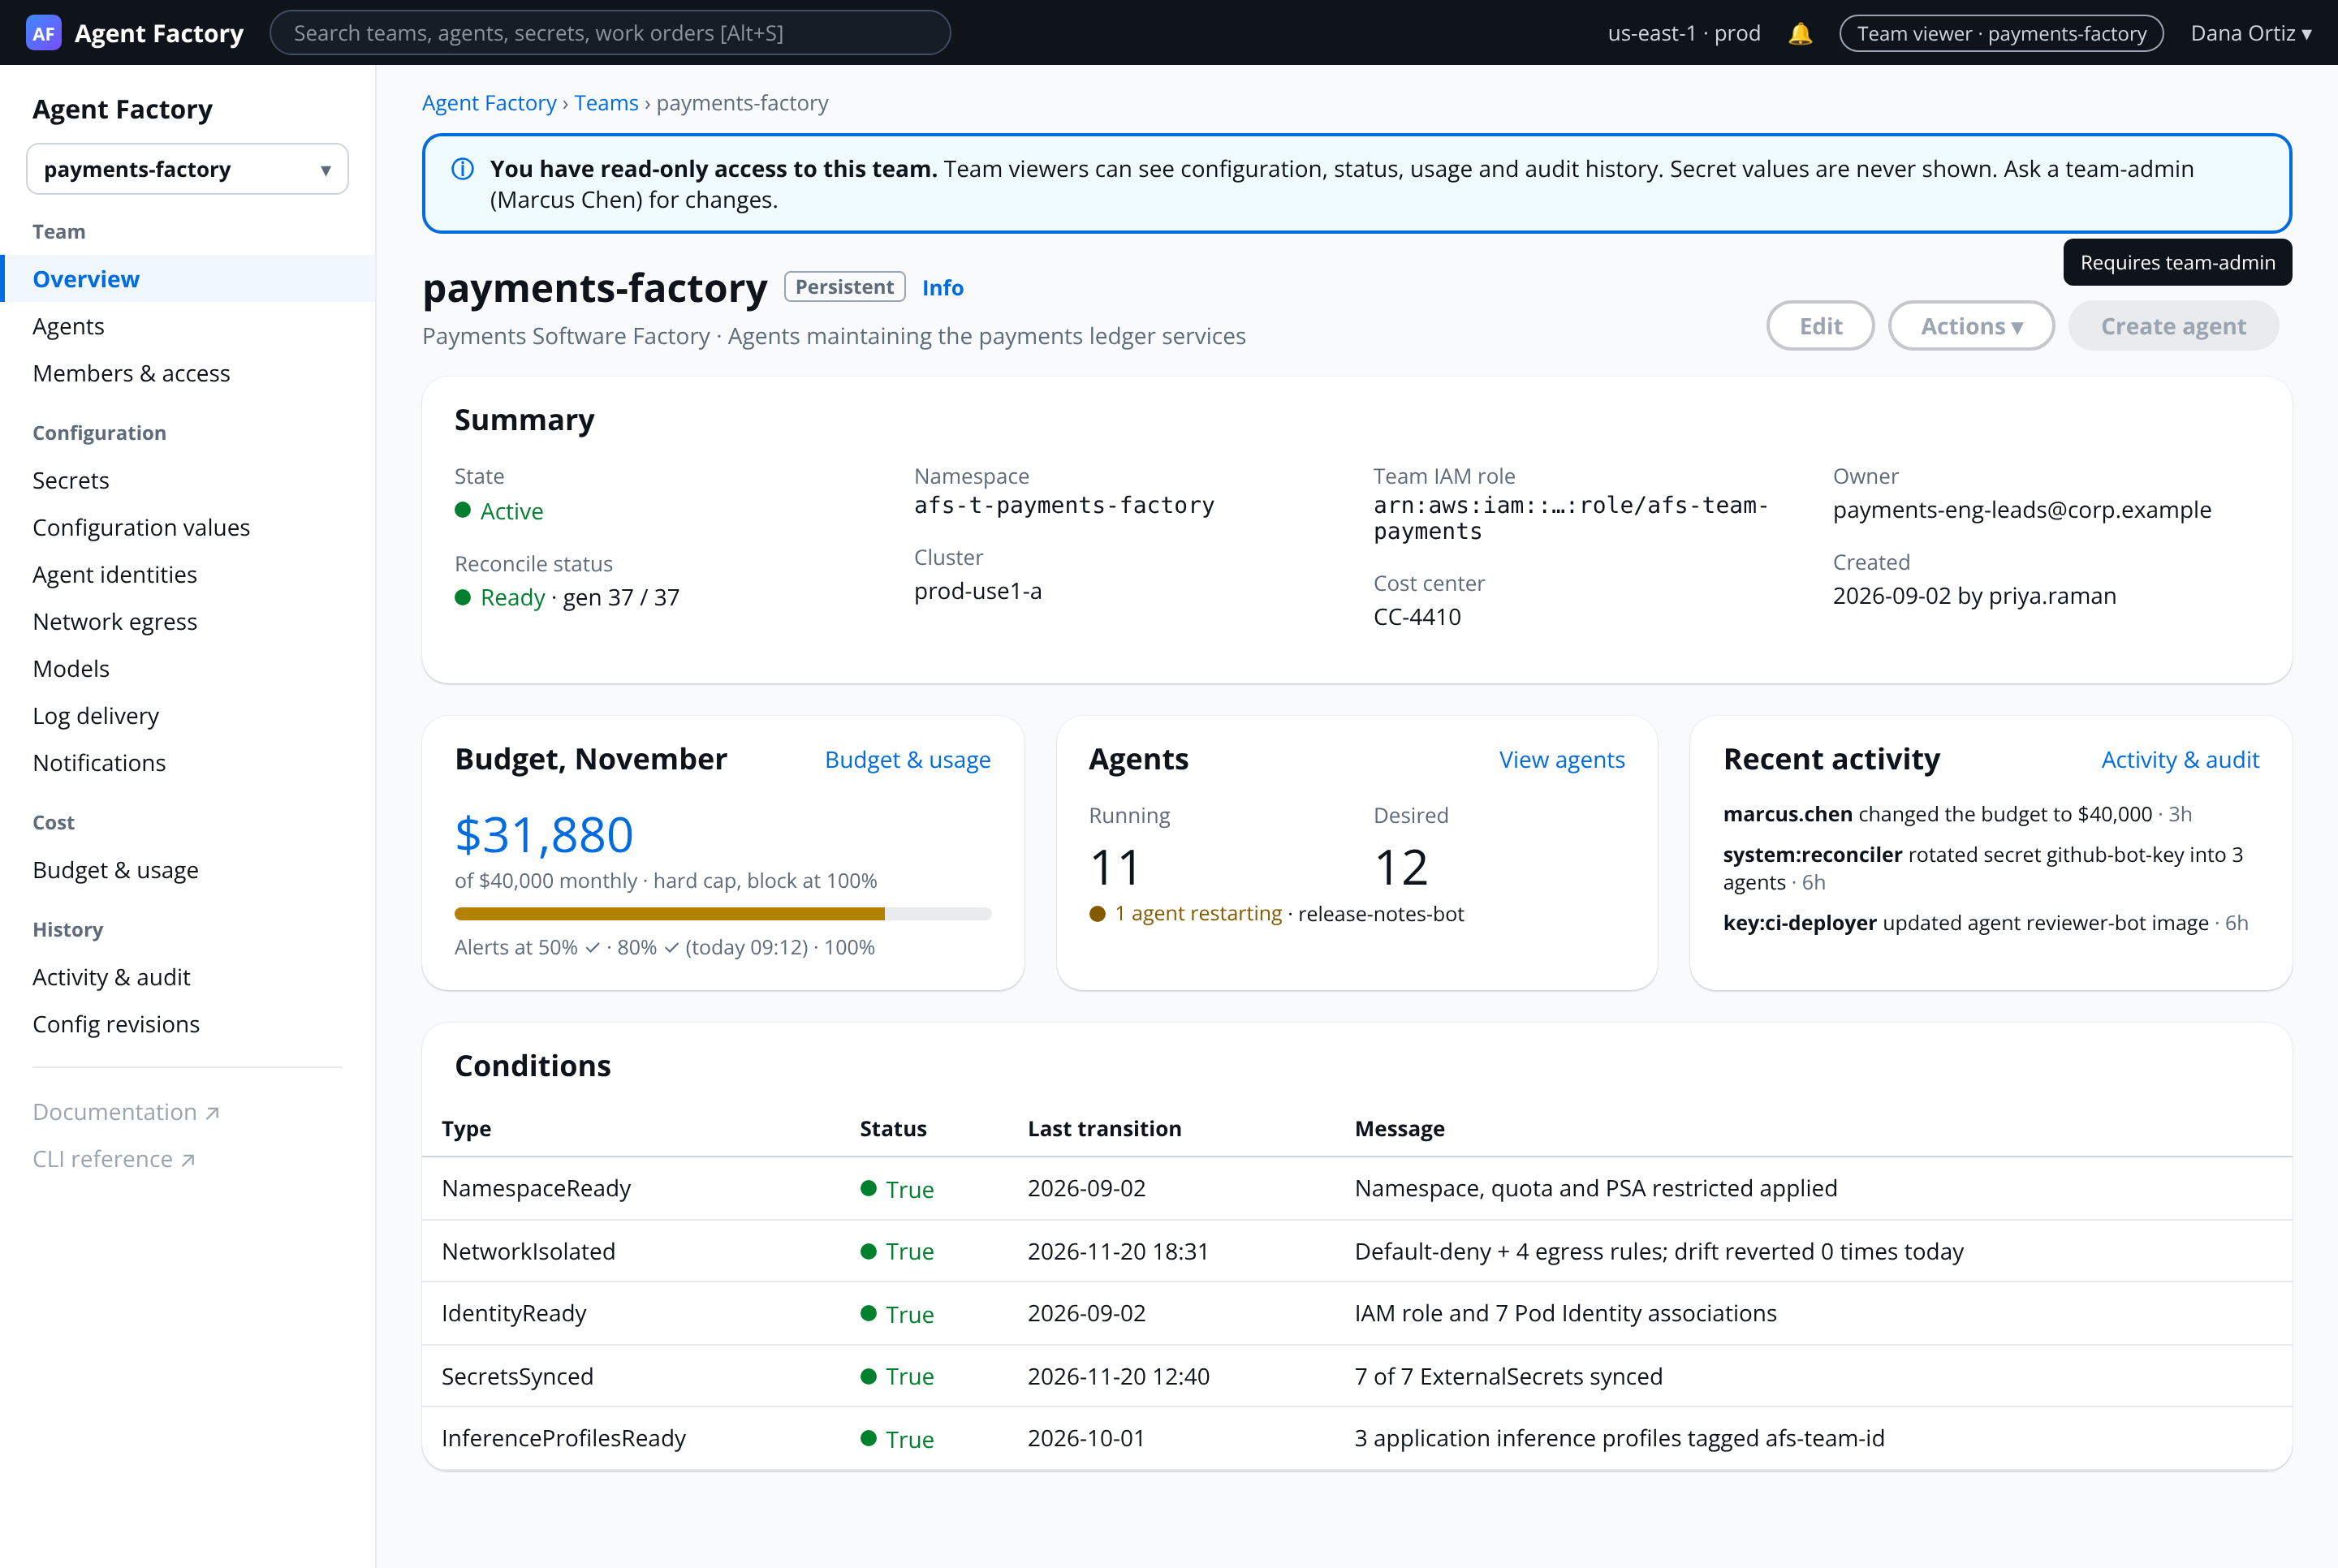 AF Agent Factory
Search teams, agents, secrets, work orders [Alt+S]
us-east-1 · prod
Team viewer · payments-factory
Dana Ortiz ▾
Agent Factory
payments-factory ▾
Team
Overview
Agents
Members & access
Configuration
Secrets
Configuration values
Agent identities
Network egress
Models
Log delivery
Notifications
Cost
Budget & usage
History
Activity & audit
Config revisions
Documentation ↗
CLI reference ↗
Agent Factory › Teams › payments-factory
You have read-only access to this team. Team viewers can see configuration, status, usage and audit history. Secret values are never shown. Ask a team-admin
(Marcus Chen) for changes.
Requires team-admin
payments-factory Persistent Info
Payments Software Factory · Agents maintaining the payments ledger services
Edit
Actions ▾
Create agent
Summary
State
Active
Reconcile status
Ready · gen 37 / 37
Namespace
afs-t-payments-factory
Cluster
prod-use1-a
Team IAM role
arn:aws:iam::…:role/afs-team-
payments
Cost center
CC-4410
Owner
payments-eng-leads@corp.example
Created
2026-09-02 by priya.raman
Budget, November
Budget & usage
$31,880
of $40,000 monthly · hard cap, block at 100%
Alerts at 50% ✓ · 80% ✓ (today 09:12) · 100%
Agents
View agents
Running
11
Desired
12
1 agent restarting · release-notes-bot
Recent activity
Activity & audit
marcus.chen changed the budget to $40,000 · 3h
system:reconciler rotated secret github-bot-key into 3
agents · 6h
key:ci-deployer updated agent reviewer-bot image · 6h
Conditions
Type Status Last transition Message
NamespaceReady True 2026-09-02 Namespace, quota and PSA restricted applied
NetworkIsolated True 2026-11-20 18:31 Default-deny + 4 egress rules; drift reverted 0 times today
IdentityReady True 2026-09-02 IAM role and 7 Pod Identity associations
SecretsSynced True 2026-11-20 12:40 7 of 7 ExternalSecrets synced
InferenceProfilesReady True 2026-10-01 3 application inference profiles tagged afs-team-id